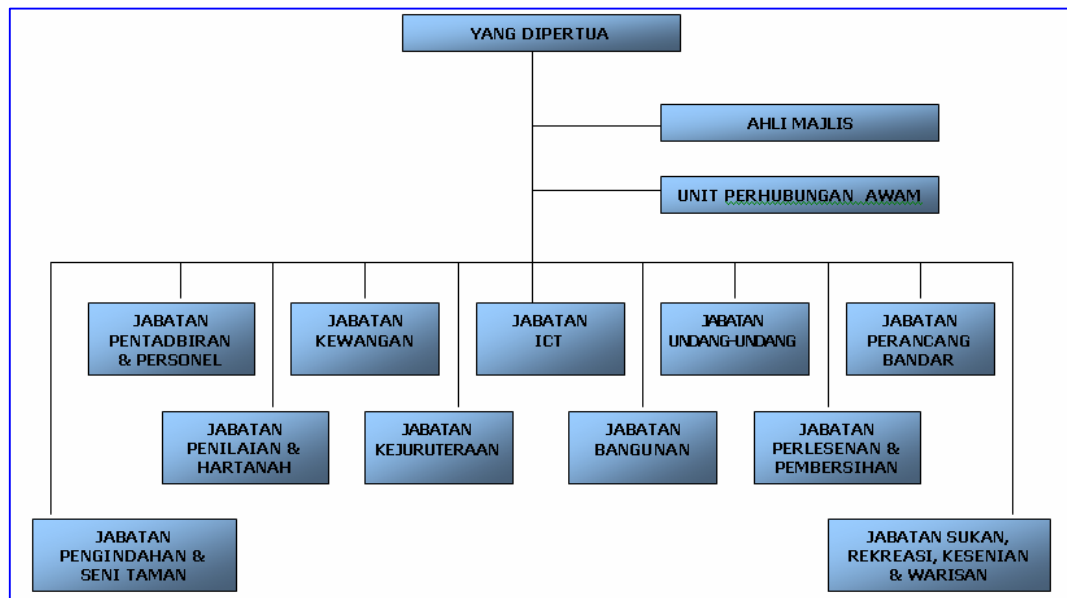 YANG DIPERTUA
AHLI MAJLIS
UNIT PERHUBUNGAN AWAM
JABATAN
PENTADBIRAN
& PERSONEL
JABATAN
KEWANGAN
JABATAN
ICT
JABATAN
UNDANG-UNDANG
JABATAN
PERANCANG
BANDAR
JABATAN
PENILAIAN &
HARTANAH
JABATAN
KEJURUTERAAN
JABATAN
BANGUNAN
JABATAN
PERLESENAN &
PEMBERSIHAN
JABATAN
PENGINDAHAN &
SENI TAMAN
JABATAN SUKAN,
REKREASI, KESENIAN
& WARISAN